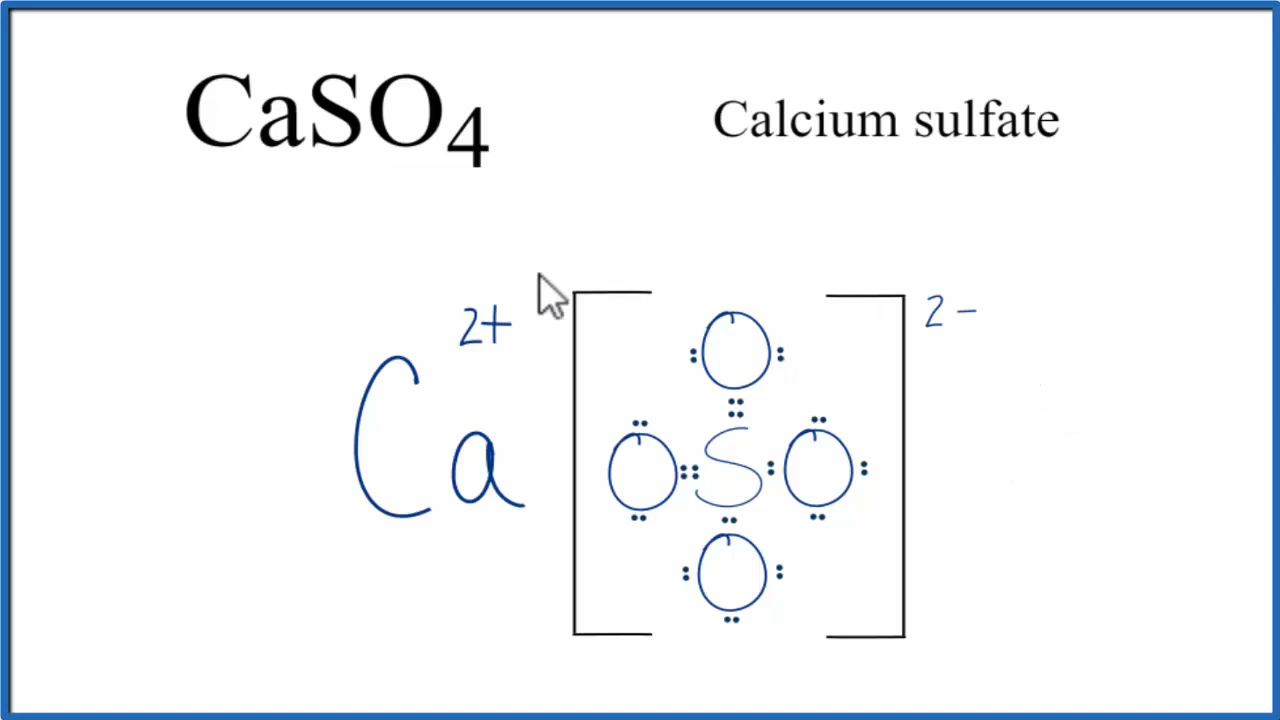 CaSO₄ Calcium sulfate
2+ 2-
O
Ca O S O
O